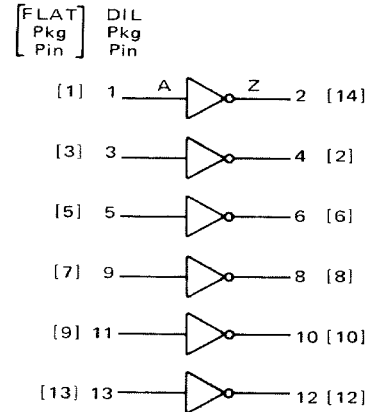 [FLAT] DIL
Pkg Pkg
Pin Pin
[1] 1 A Z 2 [14]
[3] 3 4 [2]
[5] 5 6 [6]
[7] 9 8 [8]
[9] 11 10 [10]
[13] 13 12 [12]